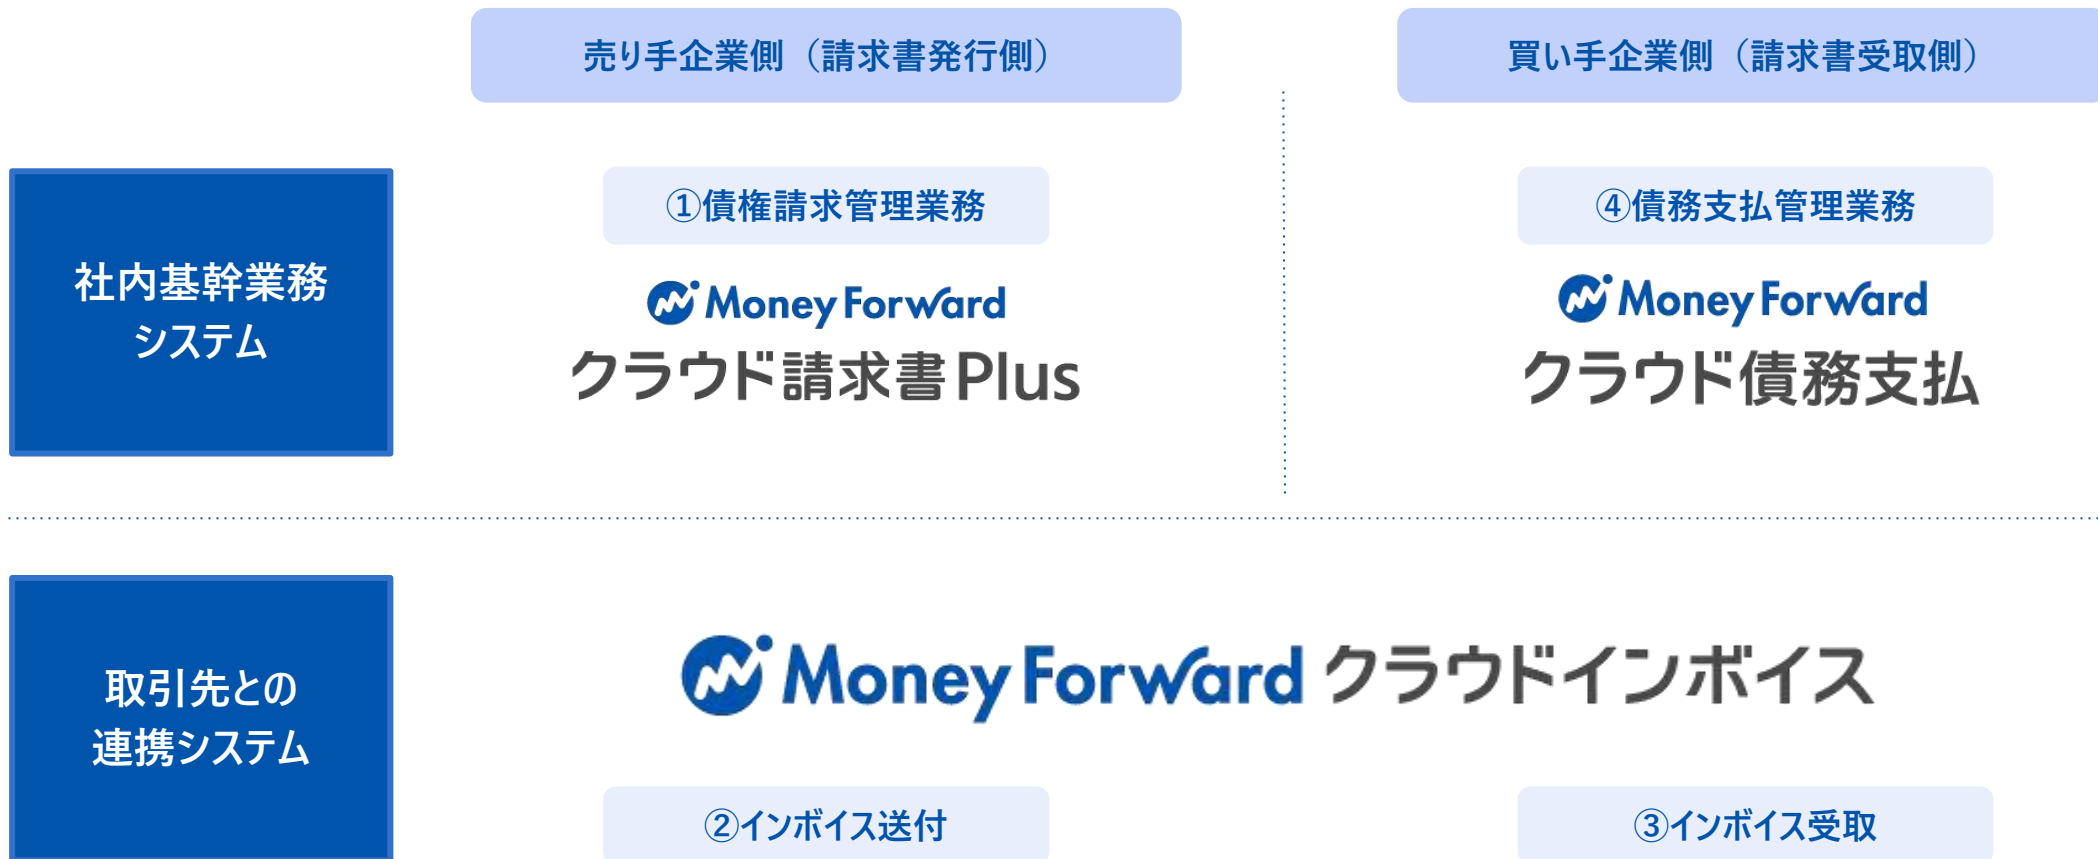 売り手企業側（請求書発行側）
買い手企業側（請求書受取側）
社内基幹業務
システム
①債権請求管理業務
Money Forward
クラウド請求書Plus
④債務支払管理業務
Money Forward
クラウド債務支払
取引先との
連携システム
Money Forward クラウドインボイス
②インボイス送付
③インボイス受取